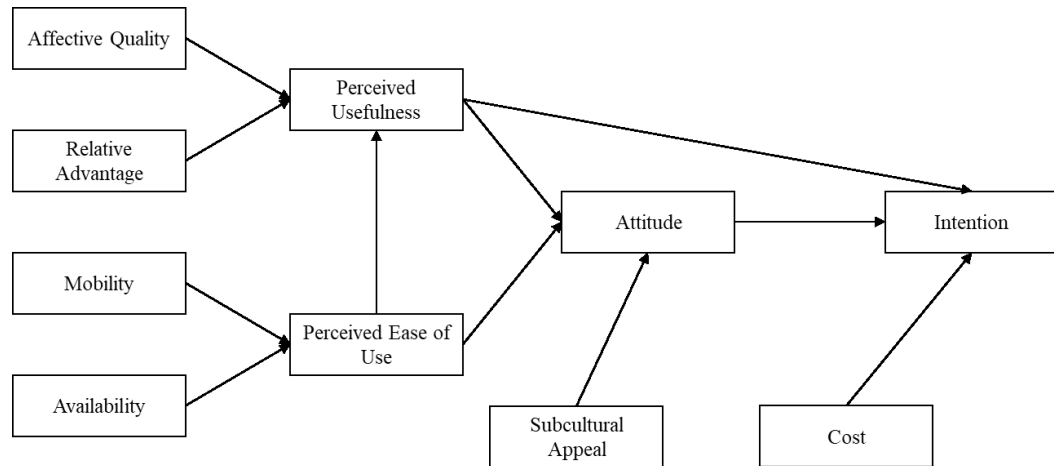 Affective Quality
Perceived
Usefulness
Relative
Advantage
Attitude
Intention
Mobility
Perceived Ease of
Use
Availability
Subcultural
Appeal
Cost